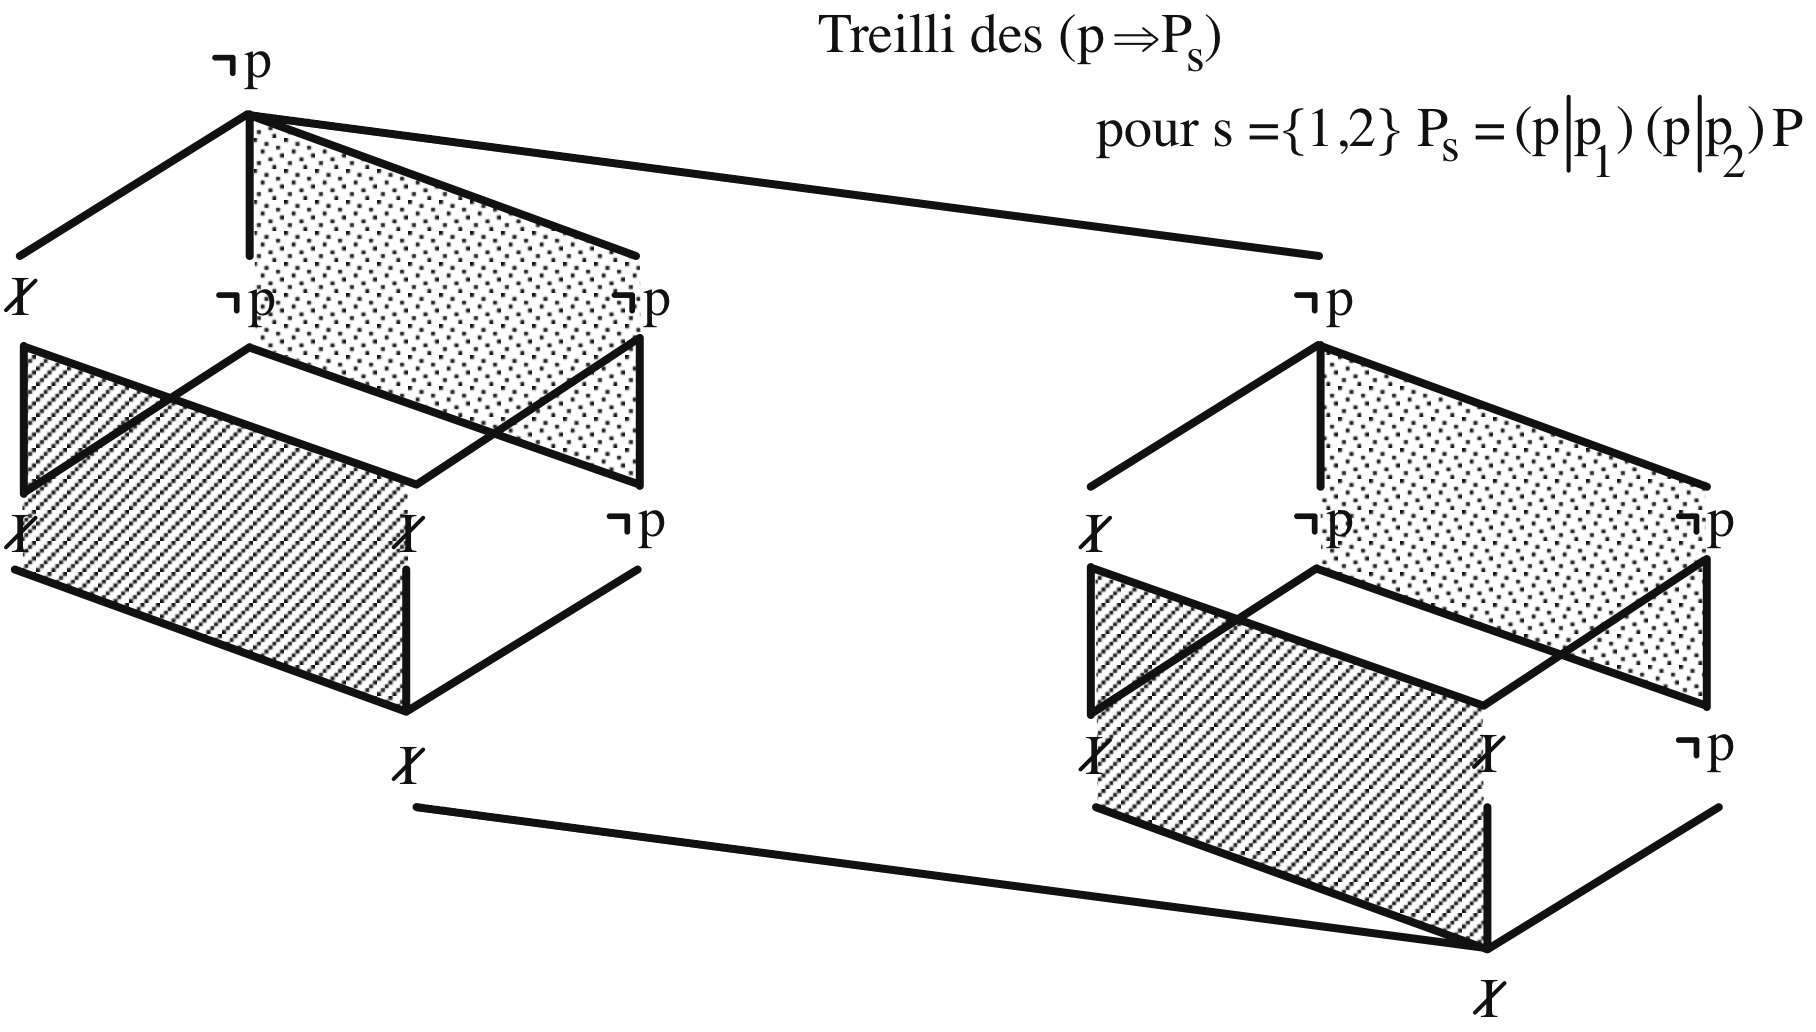 Treilli des (p⇒Pₛ)
¬p
pour s ={1,2} Pₛ =(p|p₁) (p|p₂)P
I̸ ¬p ¬p ¬p
I̸ I̸ ¬p I̸ ¬p ¬p
I̸ I̸ I̸ ¬p
I̸